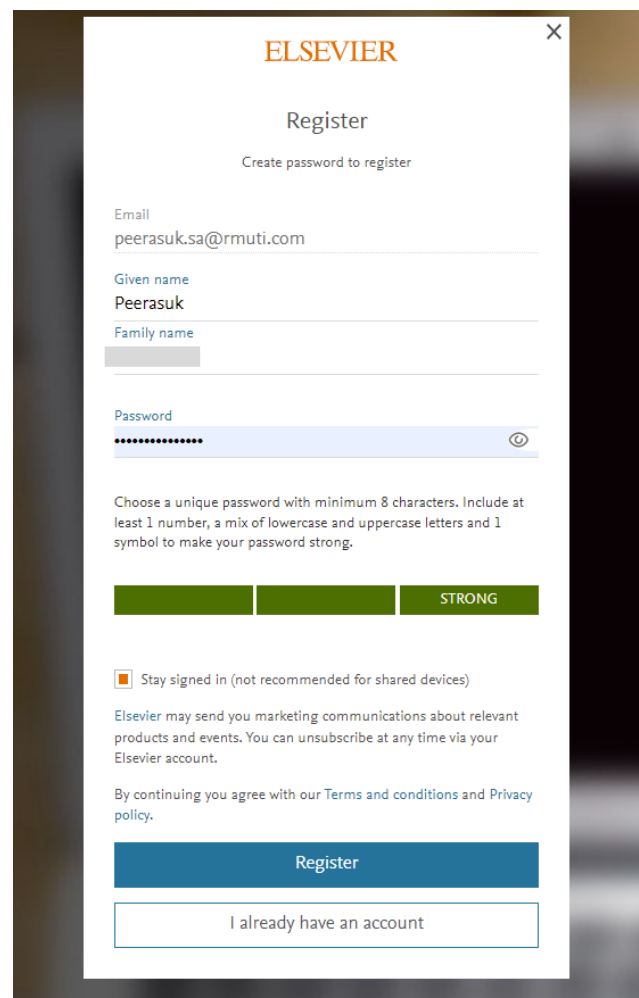 ELSEVIER
Register
Create password to register
Email
peerasuk.sa@rmuti.com
Given name
Peerasuk
Family name
Password
•••••••••••••••
Choose a unique password with minimum 8 characters. Include at
least 1 number, a mix of lowercase and uppercase letters and 1
symbol to make your password strong.
STRONG
Stay signed in (not recommended for shared devices)
Elsevier may send you marketing communications about relevant
products and events. You can unsubscribe at any time via your
Elsevier account.
By continuing you agree with our Terms and conditions and Privacy
policy.
Register
I already have an account